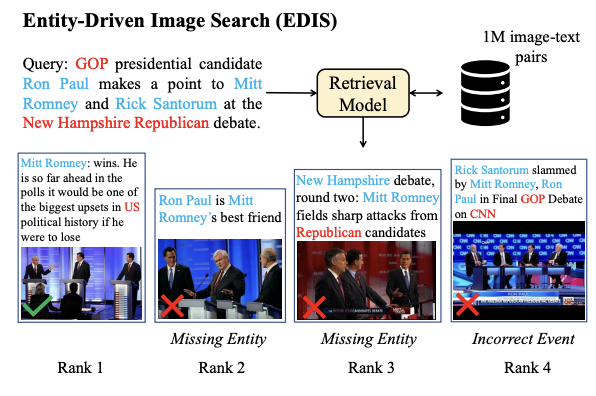 Entity-Driven Image Search (EDIS)
1M image-text
pairs
Query: GOP presidential candidate
Ron Paul makes a point to Mitt
Romney and Rick Santorum at the
New Hampshire Republican debate.
Retrieval
Model
Mitt Romney: wins. He
is so far ahead in the
polls it would be one of
the biggest upsets in US
political history if he
were to lose
Ron Paul is Mitt
Romney's best friend
New Hampshire debate,
round two: Mitt Romney
fields sharp attacks from
Republican candidates
Rick Santorum slammed
by Mitt Romney, Ron
Paul in Final GOP Debate
on CNN
RON PAUL
Missing Entity
Missing Entity
Incorrect Event
Rank 1
Rank 2
Rank 3
Rank 4